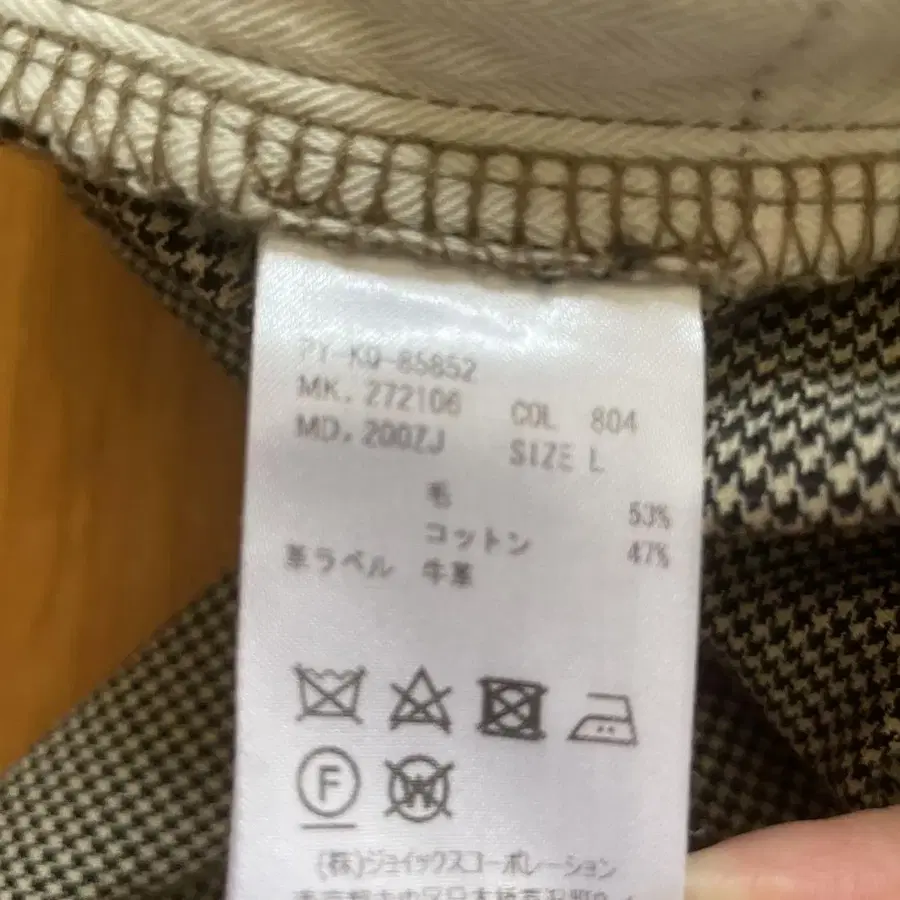 PY-KQ-85852
MK. 272106 COL 804
MD. 200ZJ SIZE L
毛 53%
コットン 47%
革ラベル 牛革
F
W
(株)ジョイックスコーポレーション